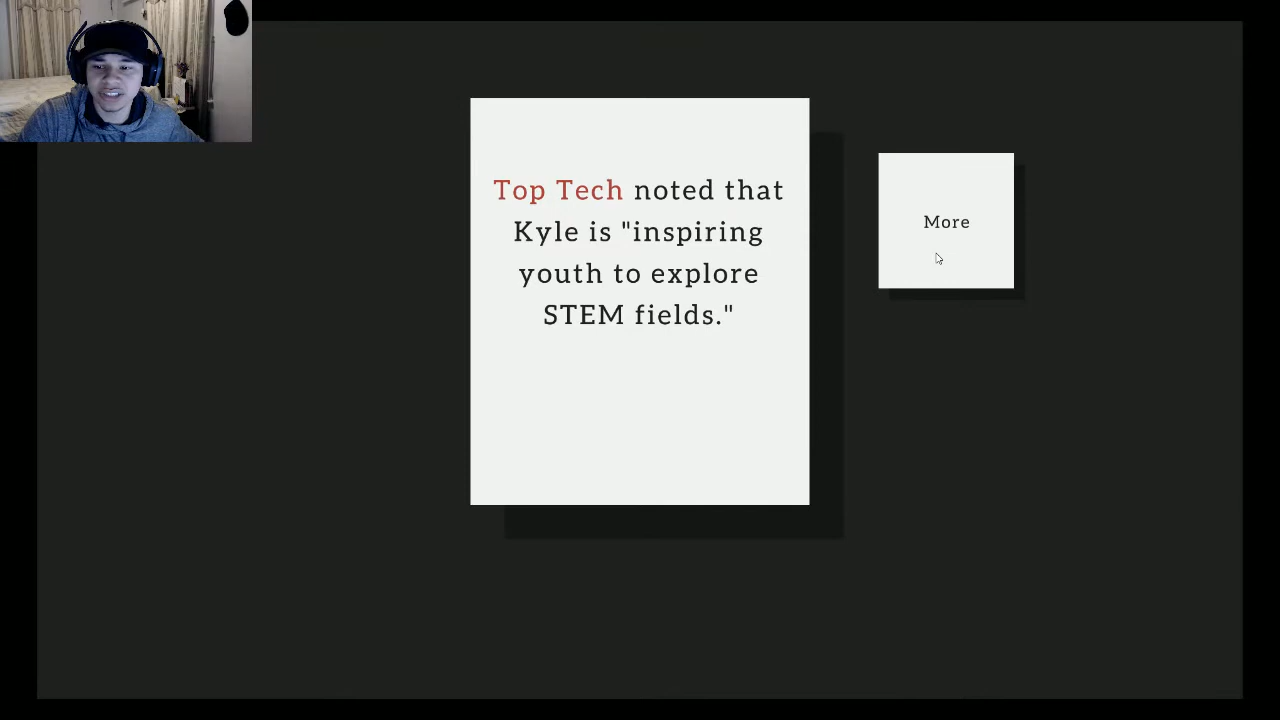 Top Tech noted that
Kyle is "inspiring
youth to explore
STEM fields."
More